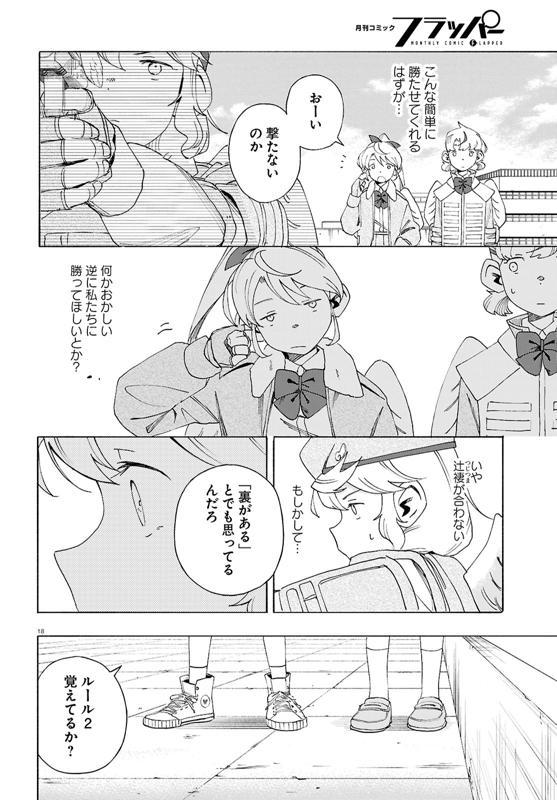 月刊コミック
フラッパー
MONTHLY COMIC FLAPPER
こんな簡単に
勝たせてくれる
はずが…
おーい
撃たない
のか
何かおかしい
逆に私たちに
勝ってほしいとか?
いや
辻褄が合わない
つじつま
もしかして…
「裏がある」
とでも思ってる
んだろ
18
ルール2
覚えてるか?